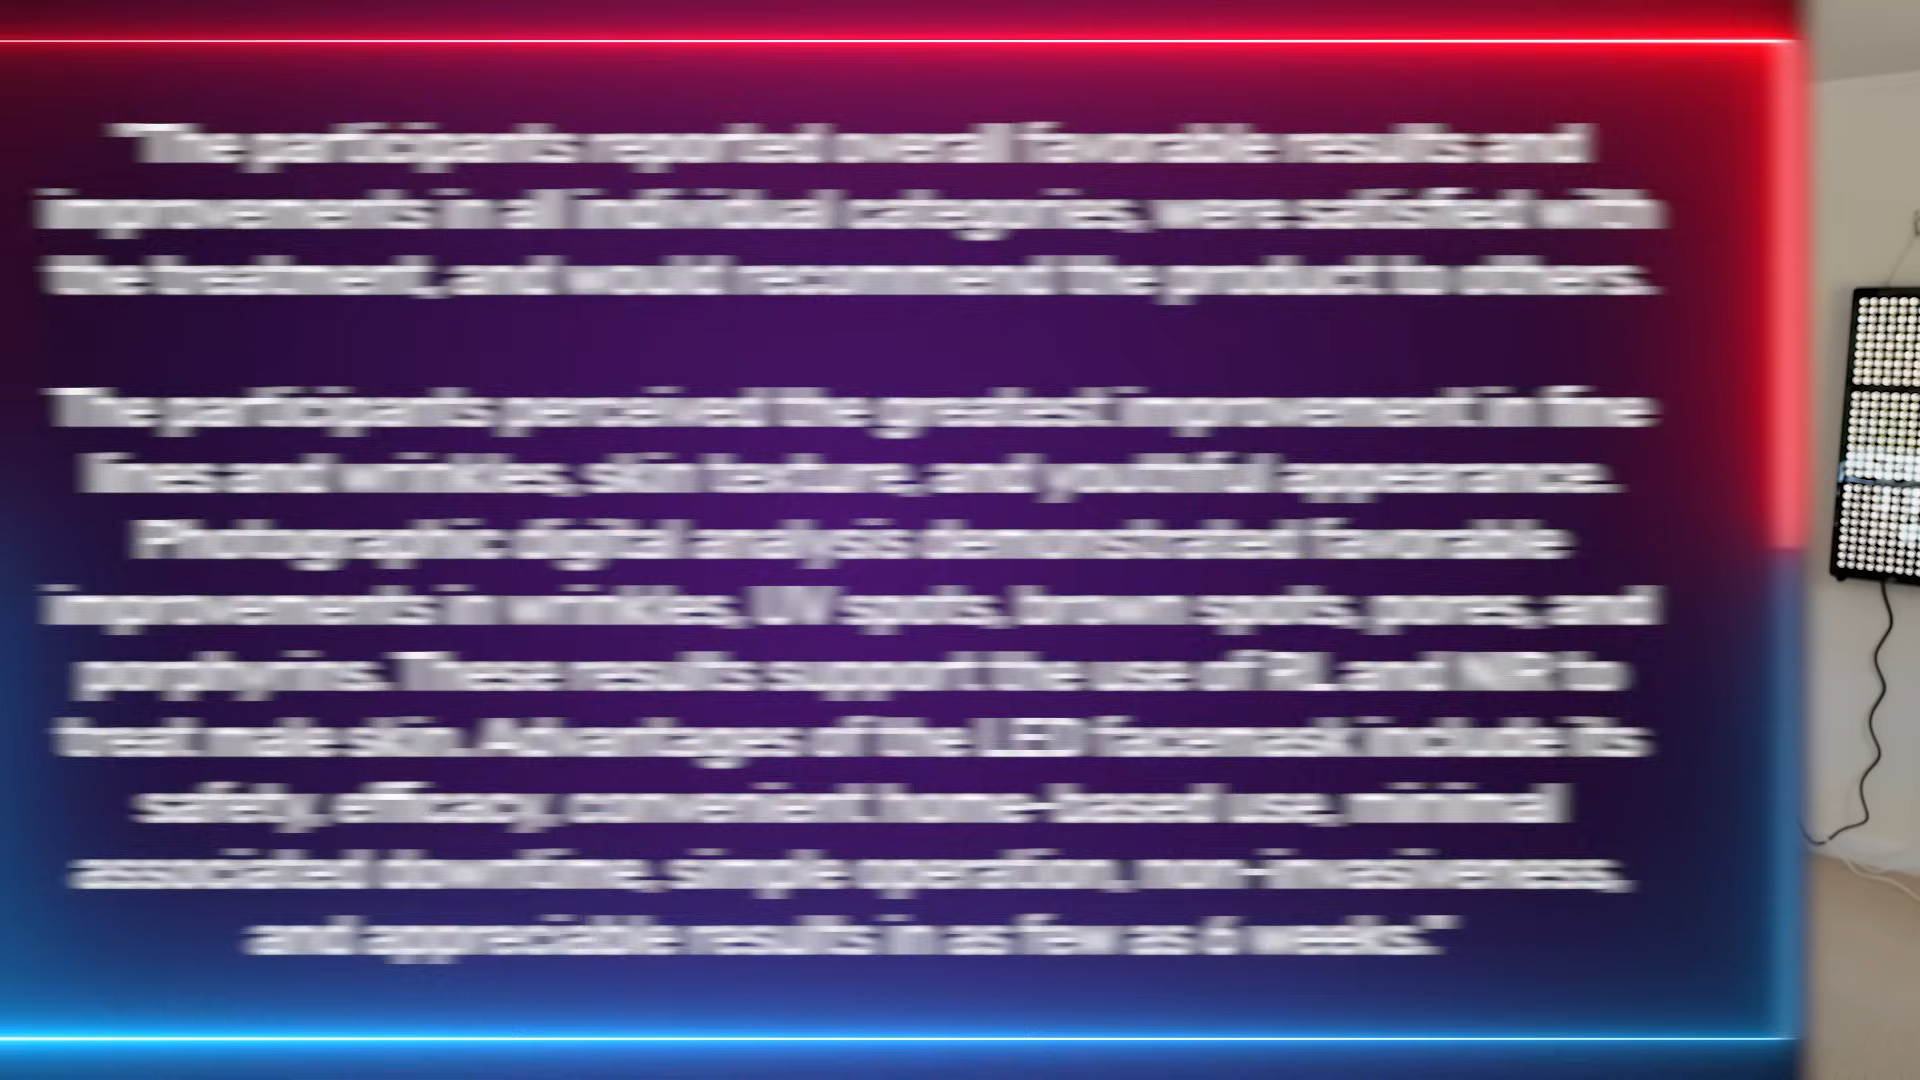 "The participants reported overall favorable results and
improvements in all individual categories, were satisfied with
the treatment, and would recommend the product to others.
The participants perceived the greatest improvement in fine
lines and wrinkles, skin texture, and youthful appearance.
Photographic digital analysis demonstrated favorable
improvements in wrinkles, UV spots, brown spots, pores, and
porphyrins. These results support the use of RL and NIR to
treat male skin. Advantages of the LED facemask include its
safety, efficacy, convenient home-based use, minimal
associated downtime, simple operation, non-invasiveness,
and appreciable results in as few as 6 weeks."